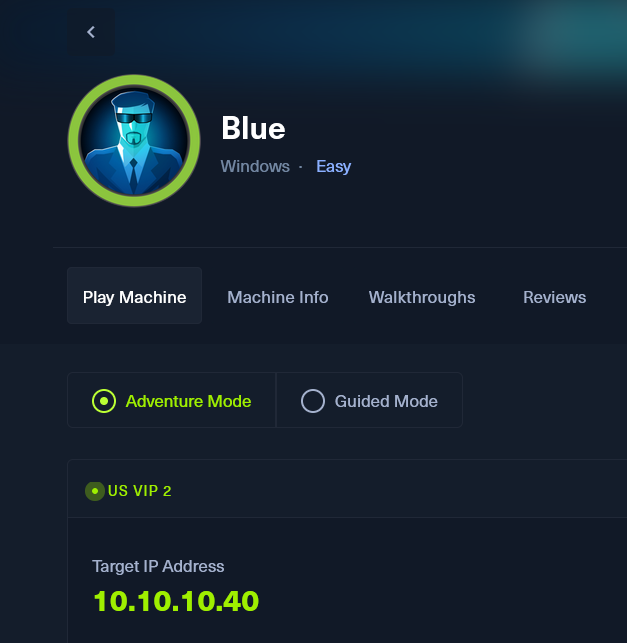 Blue
Windows · Easy
Play Machine Machine Info Walkthroughs Reviews
Adventure Mode Guided Mode
US VIP 2
Target IP Address
10.10.10.40